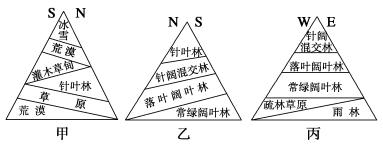 S N
冰
雪
荒漠
灌木草甸
针叶林
草原
荒漠
甲
N S
针叶林
针阔混交林
落叶阔叶林
常绿阔叶林
乙
W E
针阔
混交林
落叶阔叶林
常绿阔叶林
疏林草原
雨林
丙